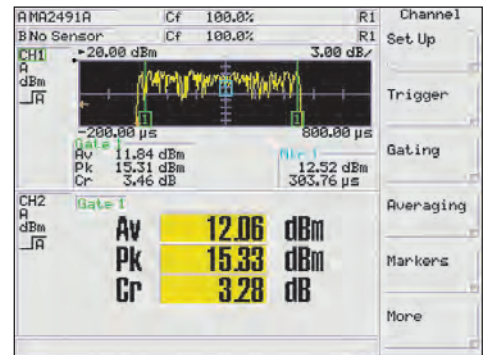 A MA2491A Cf 100.0% R1
B No Sensor Cf 100.0% R1
CH1 20.00 dBm 3.00 dB/
A
dBm
A
1 1
-200.00 µs 800.00 µs
Gate 1
Av 11.84 dBm
Pk 15.31 dBm
Cr 3.46 dB
Mkr 1
12.52 dBm
303.76 µs
CH2 Gate 1
A
dBm
A
Av 12.06 dBm
Pk 15.33 dBm
Cr 3.28 dB
Channel
Set Up
Trigger
Gating
Averaging
Markers
More